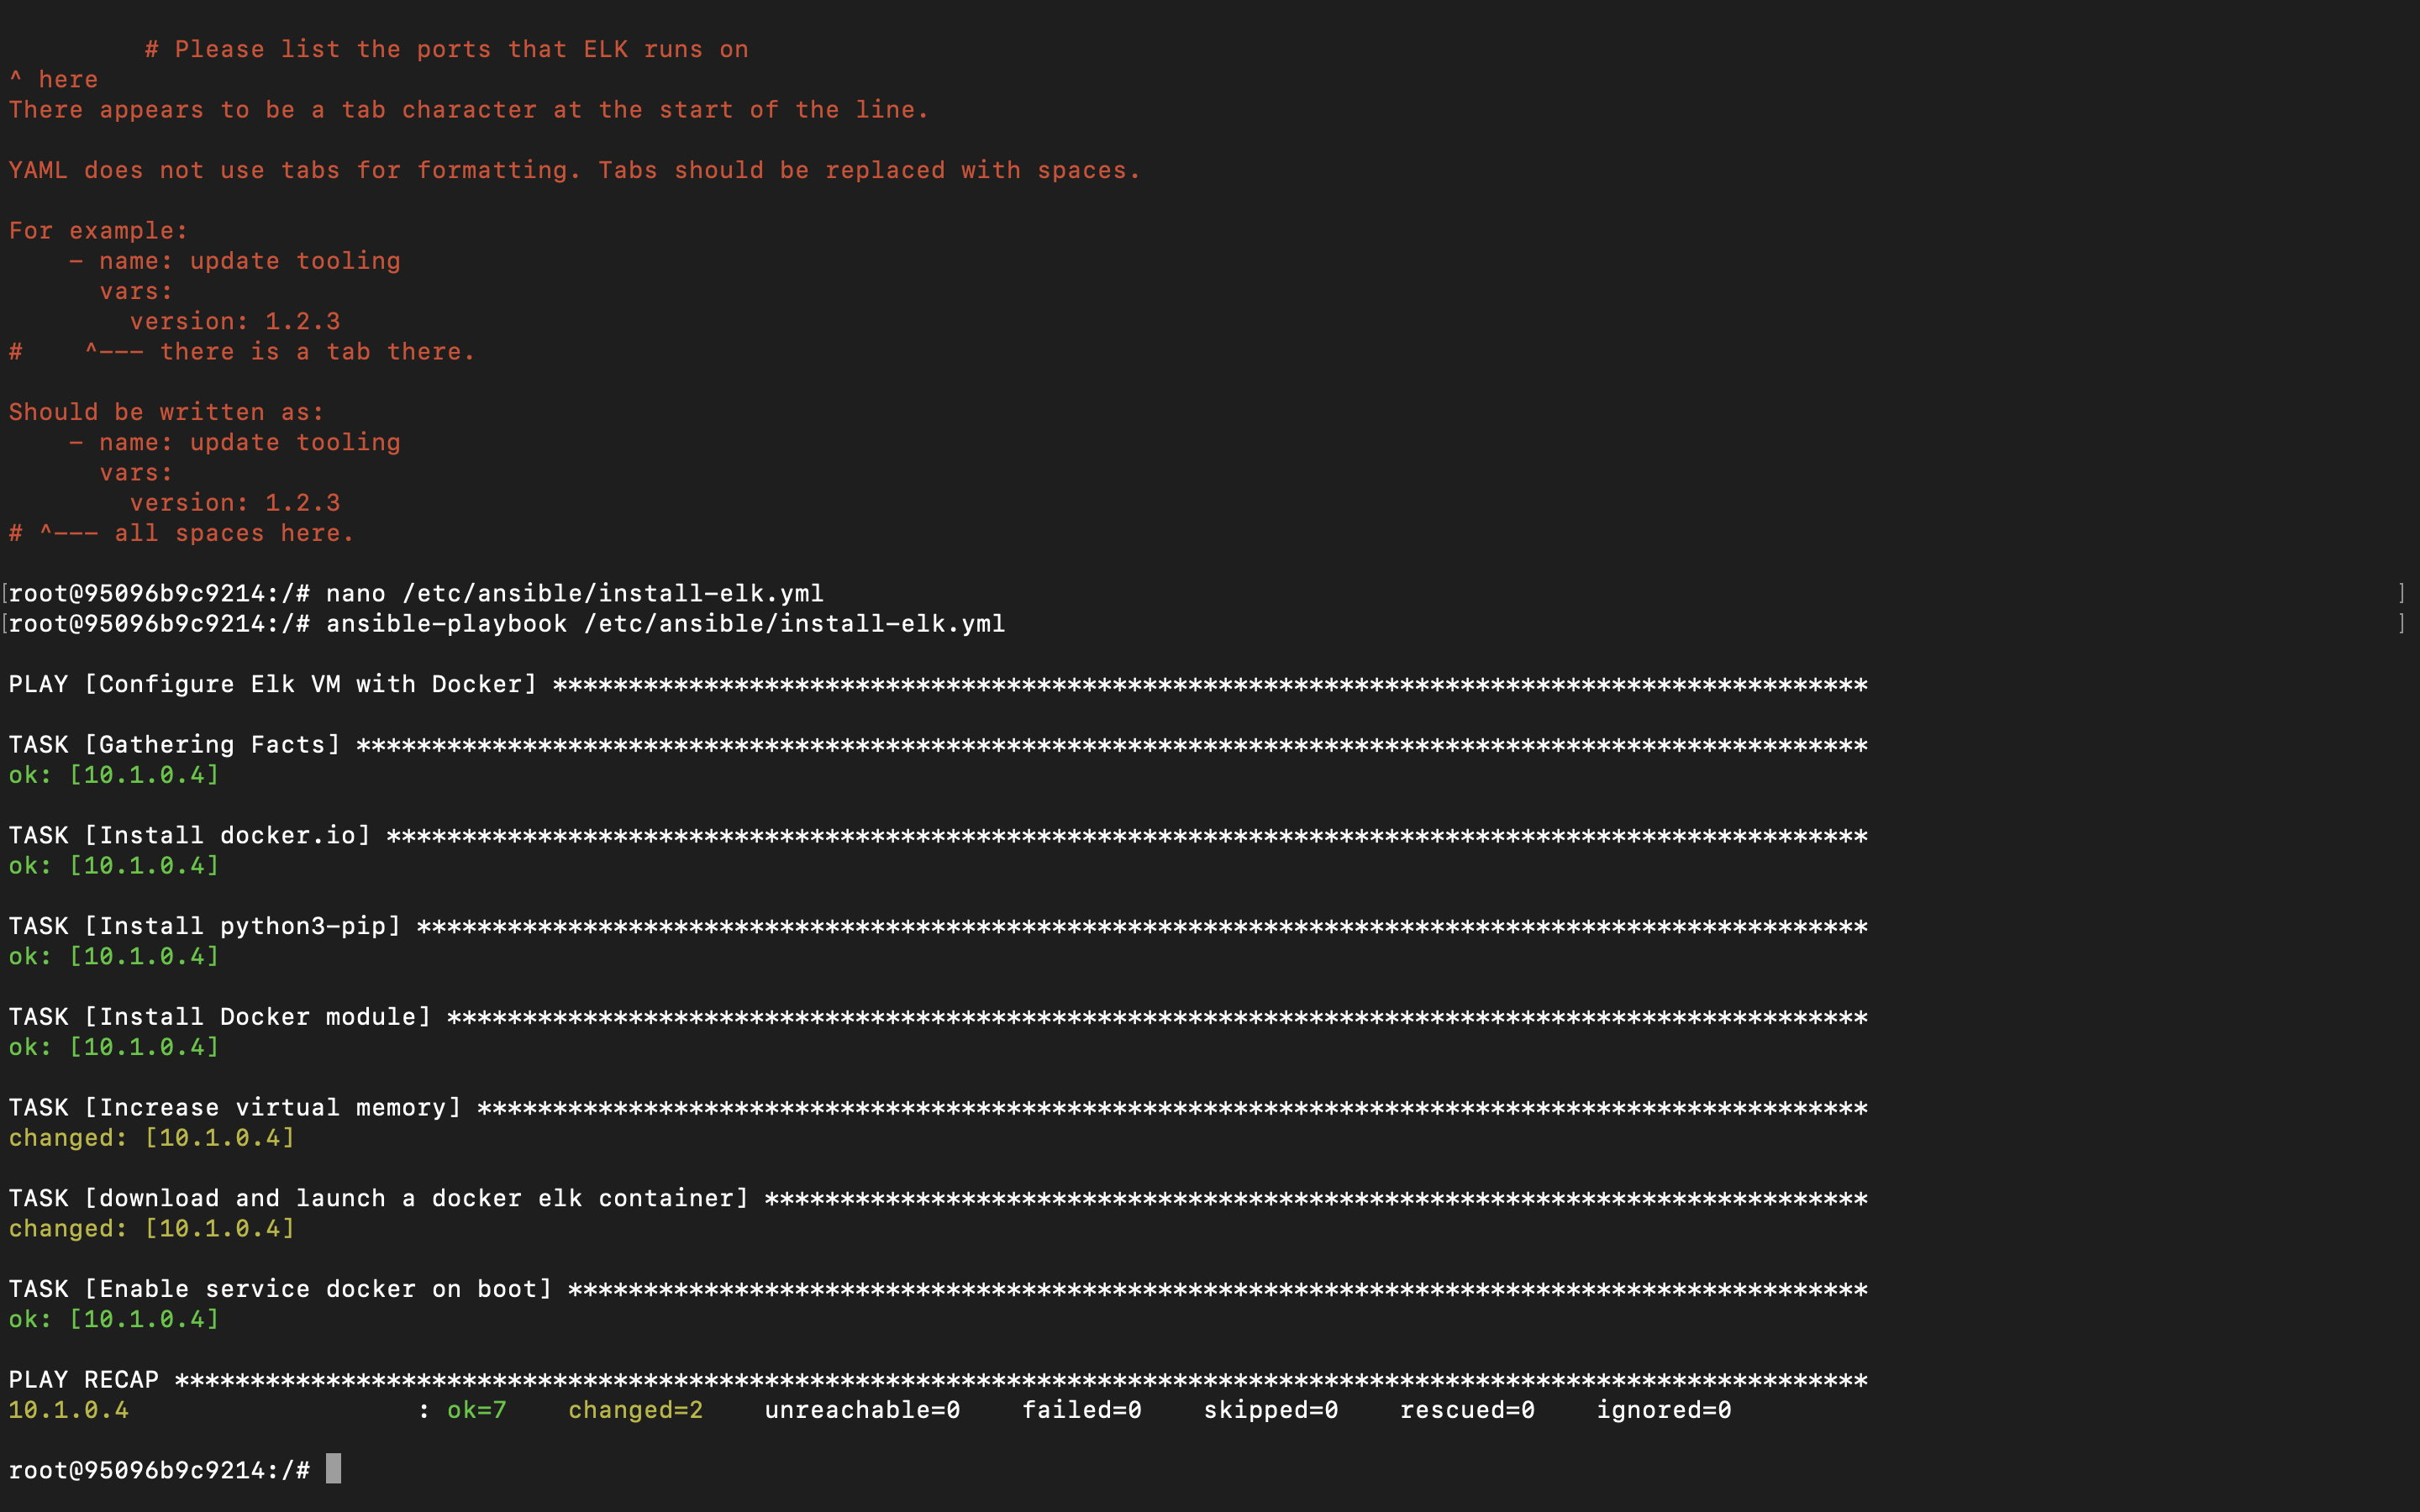 # Please list the ports that ELK runs on
^ here
There appears to be a tab character at the start of the line.
YAML does not use tabs for formatting. Tabs should be replaced with spaces.
For example:
    - name: update tooling
      vars:
        version: 1.2.3
#    ^--- there is a tab there.
Should be written as:
    - name: update tooling
      vars:
        version: 1.2.3
# ^--- all spaces here.
[root@95096b9c9214:/# nano /etc/ansible/install-elk.yml ]
[root@95096b9c9214:/# ansible-playbook /etc/ansible/install-elk.yml ]
PLAY [Configure Elk VM with Docker] ***************************************************************************************
TASK [Gathering Facts] ****************************************************************************************************
ok: [10.1.0.4]
TASK [Install docker.io] **************************************************************************************************
ok: [10.1.0.4]
TASK [Install python3-pip] ************************************************************************************************
ok: [10.1.0.4]
TASK [Install Docker module] **********************************************************************************************
ok: [10.1.0.4]
TASK [Increase virtual memory] ********************************************************************************************
changed: [10.1.0.4]
TASK [download and launch a docker elk container] *************************************************************************
changed: [10.1.0.4]
TASK [Enable service docker on boot] **************************************************************************************
ok: [10.1.0.4]
PLAY RECAP ****************************************************************************************************************
10.1.0.4                   : ok=7    changed=2    unreachable=0    failed=0    skipped=0    rescued=0    ignored=0
root@95096b9c9214:/#